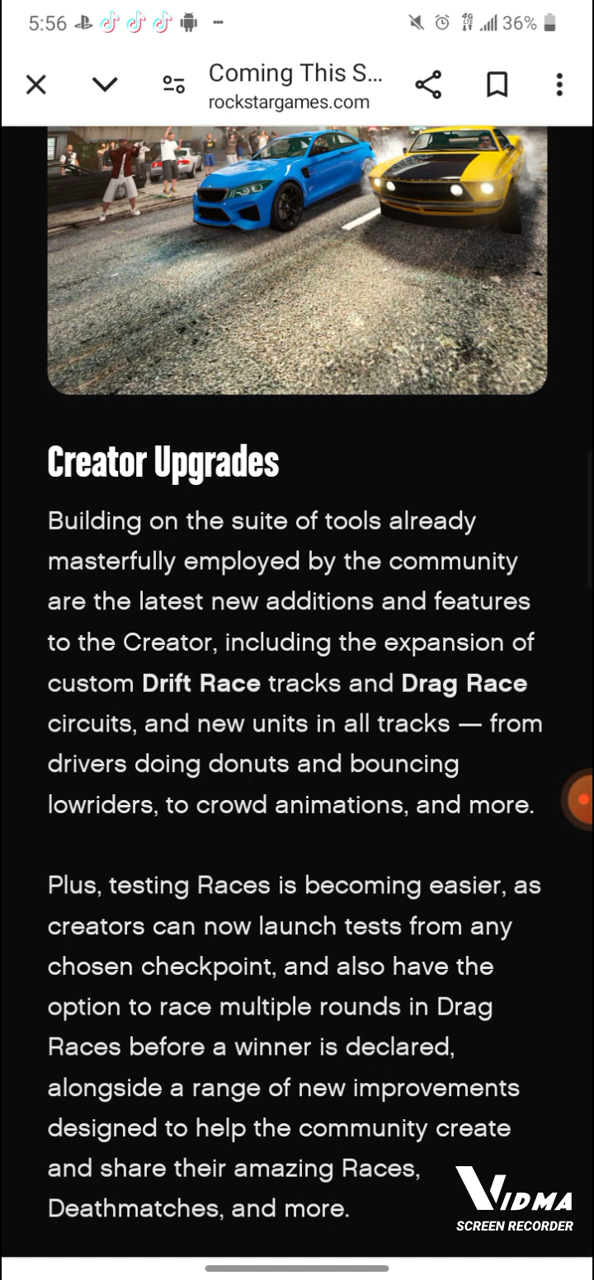 5:56
36%
Coming This S...
rockstargames.com
Creator Upgrades
Building on the suite of tools already
masterfully employed by the community
are the latest new additions and features
to the Creator, including the expansion of
custom Drift Race tracks and Drag Race
circuits, and new units in all tracks — from
drivers doing donuts and bouncing
lowriders, to crowd animations, and more.
Plus, testing Races is becoming easier, as
creators can now launch tests from any
chosen checkpoint, and also have the
option to race multiple rounds in Drag
Races before a winner is declared,
alongside a range of new improvements
designed to help the community create
and share their amazing Races,
Deathmatches, and more.
VIDMA
SCREEN RECORDER